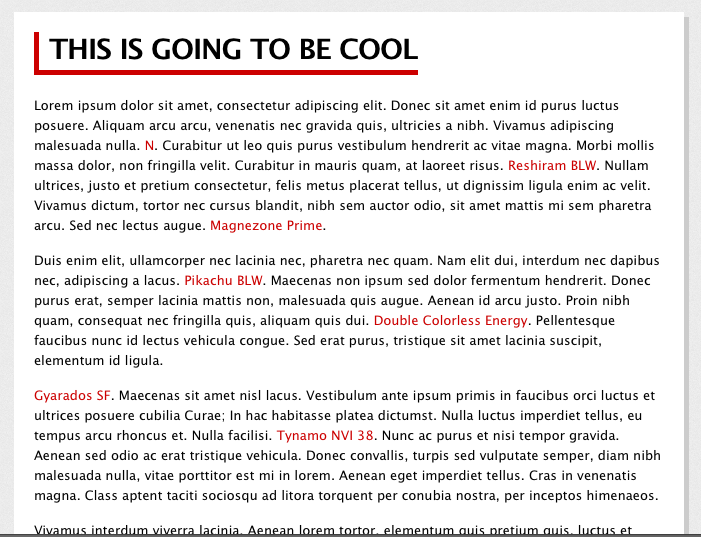 THIS IS GOING TO BE COOL
Lorem ipsum dolor sit amet, consectetur adipiscing elit. Donec sit amet enim id purus luctus
posuere. Aliquam arcu arcu, venenatis nec gravida quis, ultricies a nibh. Vivamus adipiscing
malesuada nulla. N. Curabitur ut leo quis purus vestibulum hendrerit ac vitae magna. Morbi mollis
massa dolor, non fringilla velit. Curabitur in mauris quam, at laoreet risus. Reshiram BLW. Nullam
ultrices, justo et pretium consectetur, felis metus placerat tellus, ut dignissim ligula enim ac velit.
Vivamus dictum, tortor nec cursus blandit, nibh sem auctor odio, sit amet mattis mi sem pharetra
arcu. Sed nec lectus augue. Magnezone Prime.
Duis enim elit, ullamcorper nec lacinia nec, pharetra nec quam. Nam elit dui, interdum nec dapibus
nec, adipiscing a lacus. Pikachu BLW. Maecenas non ipsum sed dolor fermentum hendrerit. Donec
purus erat, semper lacinia mattis non, malesuada quis augue. Aenean id arcu justo. Proin nibh
quam, consequat nec fringilla quis, aliquam quis dui. Double Colorless Energy. Pellentesque
faucibus nunc id lectus vehicula congue. Sed erat purus, tristique sit amet lacinia suscipit,
elementum id ligula.
Gyarados SF. Maecenas sit amet nisl lacus. Vestibulum ante ipsum primis in faucibus orci luctus et
ultrices posuere cubilia Curae; In hac habitasse platea dictumst. Nulla luctus imperdiet tellus, eu
tempus arcu rhoncus et. Nulla facilisi. Tynamo NVI 38. Nunc ac purus et nisi tempor gravida.
Aenean sed odio ac erat tristique vehicula. Donec convallis, turpis sed vulputate semper, diam nibh
malesuada nulla, vitae porttitor est mi in lorem. Aenean eget imperdiet tellus. Cras in venenatis
magna. Class aptent taciti sociosqu ad litora torquent per conubia nostra, per inceptos himenaeos.
Vivamus interdum viverra lacinia. Aenean lorem tortor, elementum quis pretium quis, luctus et